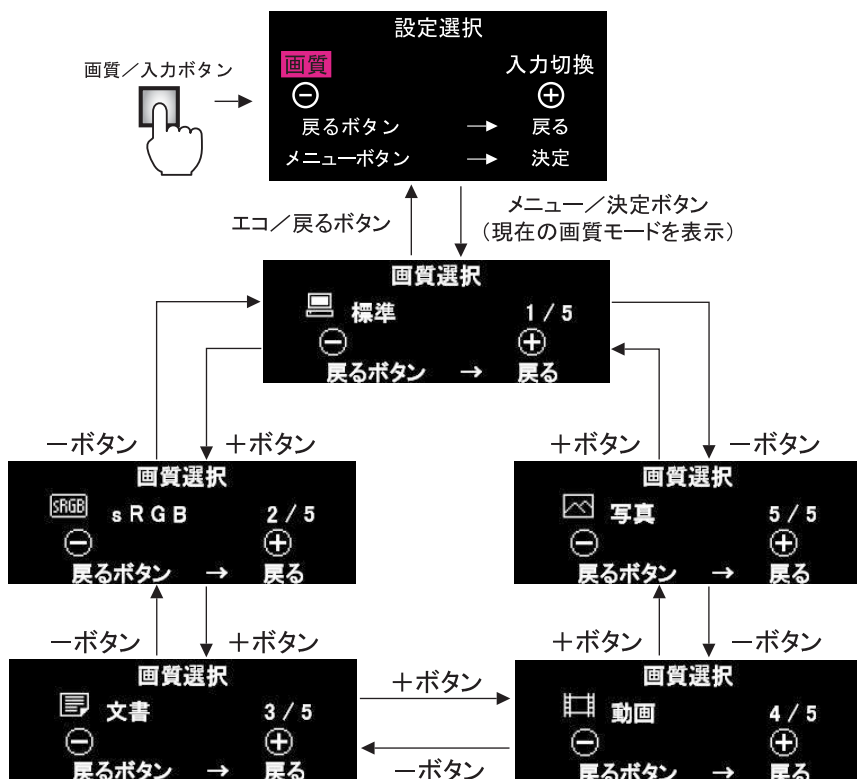 設定選択
画質 入力切換
画質／入力ボタン
⊖ ⊕
戻るボタン → 戻る
メニューボタン → 決定
エコ／戻るボタン
メニュー／決定ボタン
（現在の画質モードを表示）
画質選択
標準 1/5
⊖ ⊕
戻るボタン → 戻る
－ボタン ＋ボタン
＋ボタン －ボタン
画質選択
sRGB sRGB 2/5
⊖ ⊕
戻るボタン → 戻る
画質選択
写真 5/5
⊖ ⊕
戻るボタン → 戻る
－ボタン ＋ボタン
＋ボタン －ボタン
画質選択
文書 3/5
⊖ ⊕
戻るボタン → 戻る
＋ボタン
－ボタン
画質選択
動画 4/5
⊖ ⊕
戻るボタン → 戻る